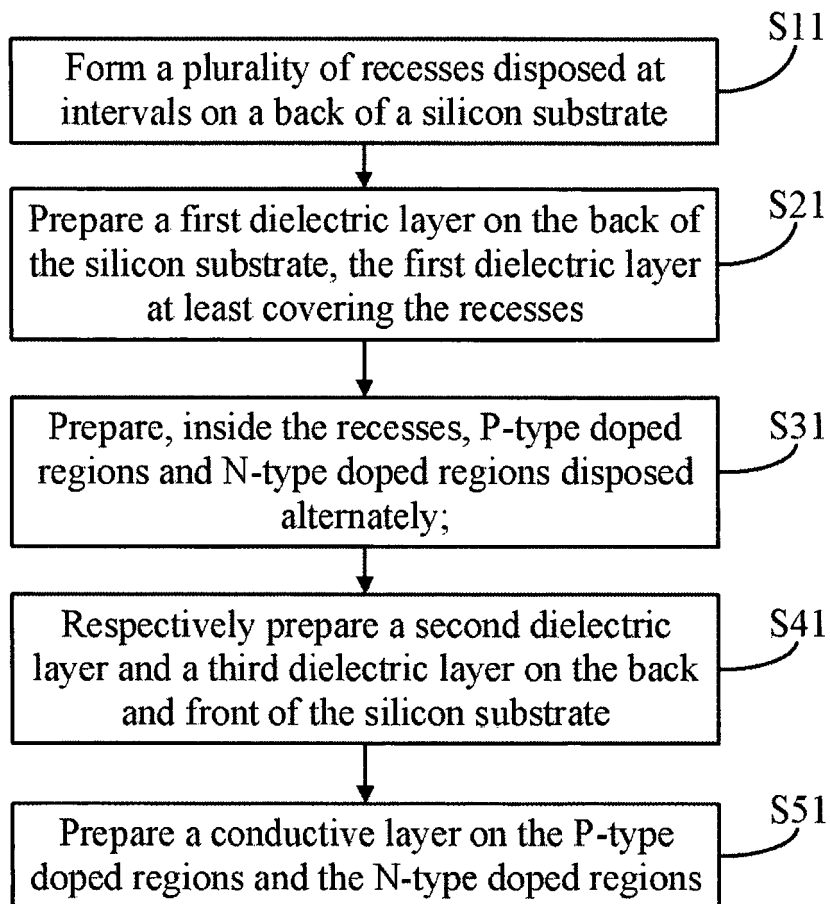 S11
Form a plurality of recesses disposed at
intervals on a back of a silicon substrate
S21
Prepare a first dielectric layer on the back of
the silicon substrate, the first dielectric layer
at least covering the recesses
S31
Prepare, inside the recesses, P-type doped
regions and N-type doped regions disposed
alternately;
S41
Respectively prepare a second dielectric
layer and a third dielectric layer on the back
and front of the silicon substrate
S51
Prepare a conductive layer on the P-type
doped regions and the N-type doped regions